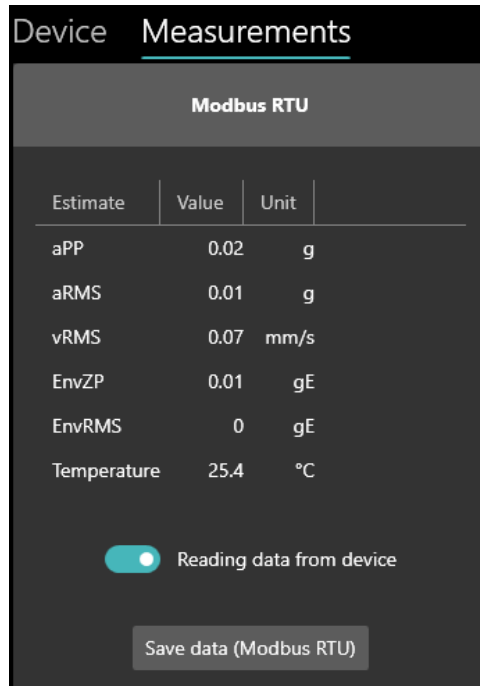 Device Measurements
Modbus RTU
Estimate Value Unit
aPP 0.02 g
aRMS 0.01 g
vRMS 0.07 mm/s
EnvZP 0.01 gE
EnvRMS 0 gE
Temperature 25.4 °C
Reading data from device
Save data (Modbus RTU)